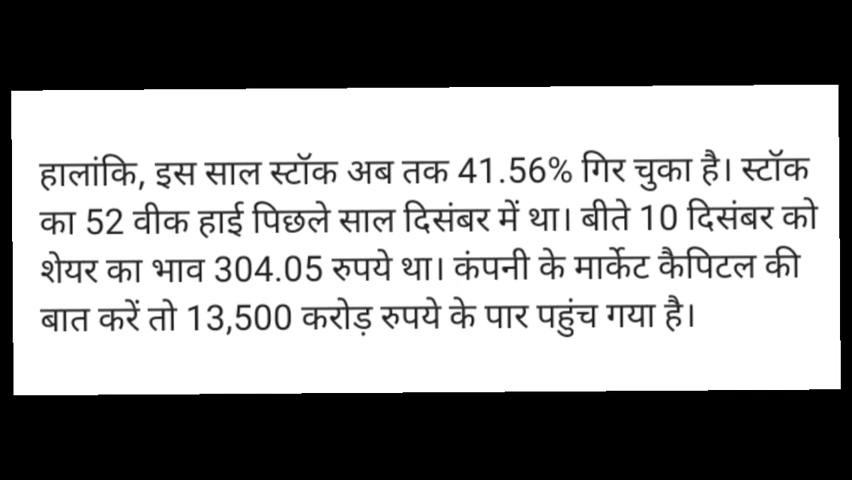 हालांकि, इस साल स्टॉक अब तक 41.56% गिर चुका है। स्टॉक
का 52 वीक हाई पिछले साल दिसंबर में था। बीते 10 दिसंबर को
शेयर का भाव 304.05 रुपये था। कंपनी के मार्केट कैपिटल की
बात करें तो 13,500 करोड़ रुपये के पार पहुंच गया है।